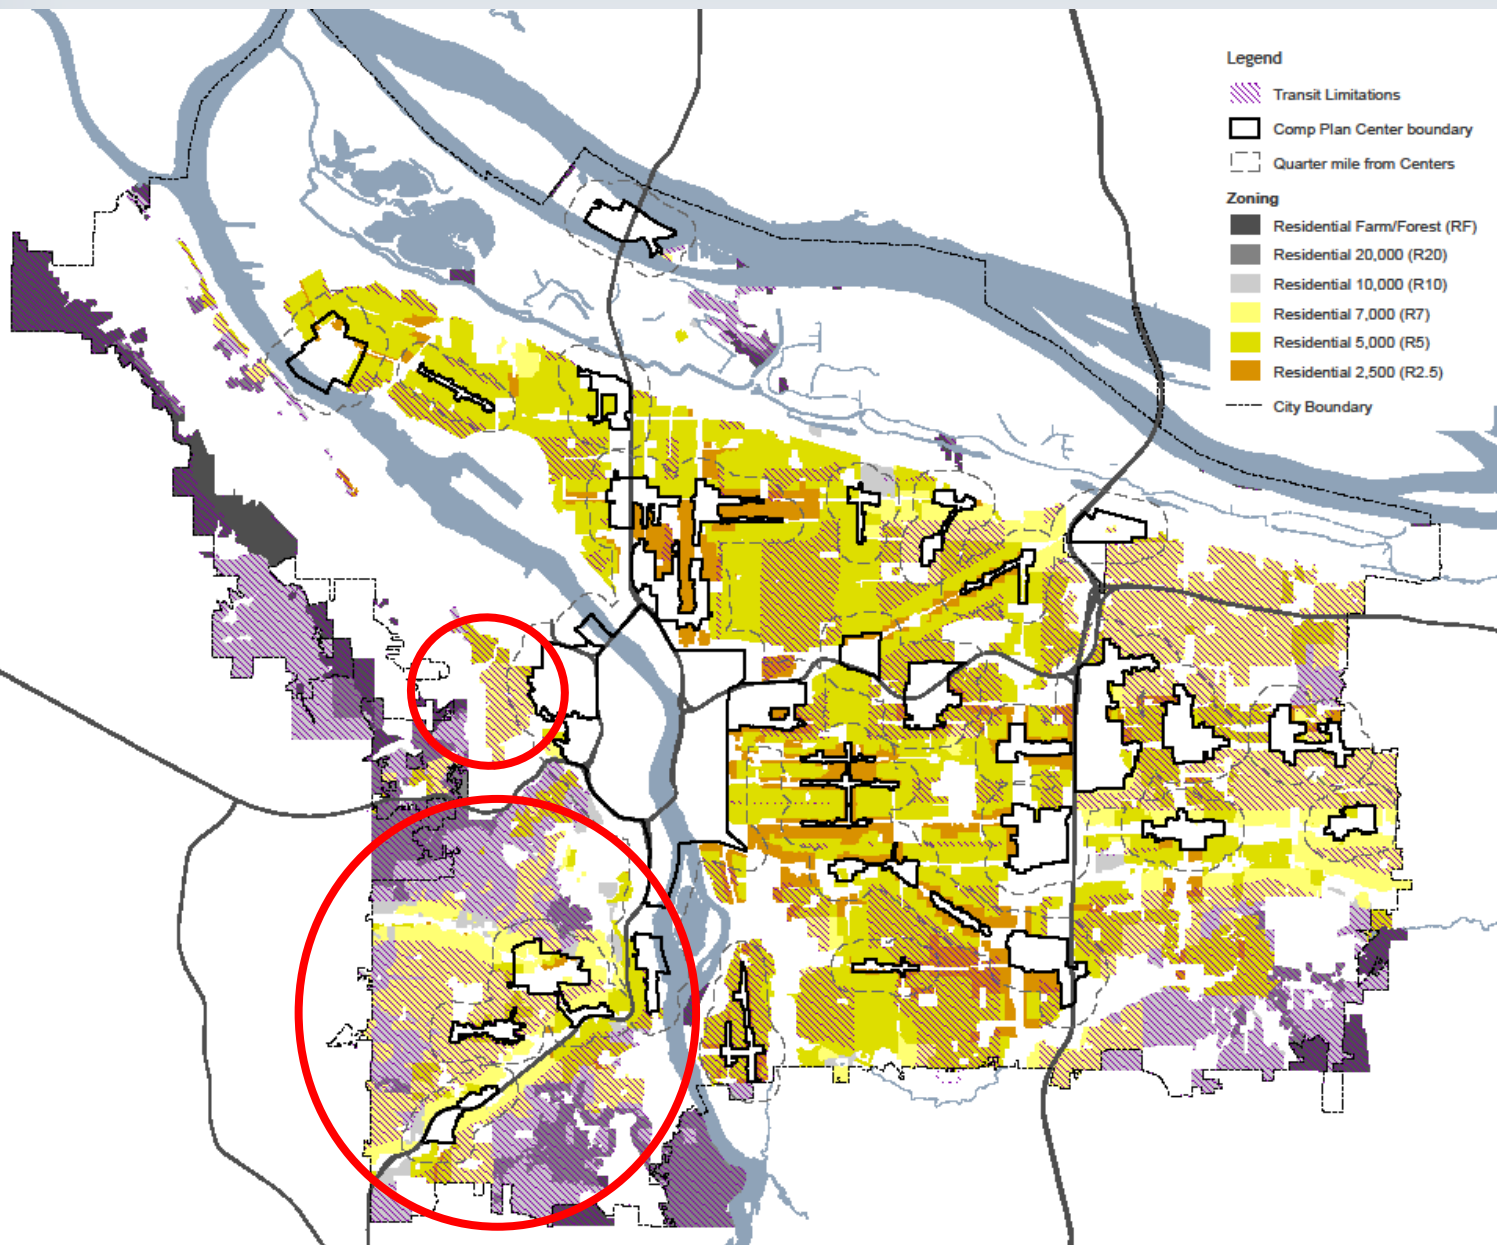 Legend
Transit Limitations
Comp Plan Center boundary
Quarter mile from Centers
Zoning
Residential Farm/Forest (RF)
Residential 20,000 (R20)
Residential 10,000 (R10)
Residential 7,000 (R7)
Residential 5,000 (R5)
Residential 2,500 (R2.5)
City Boundary